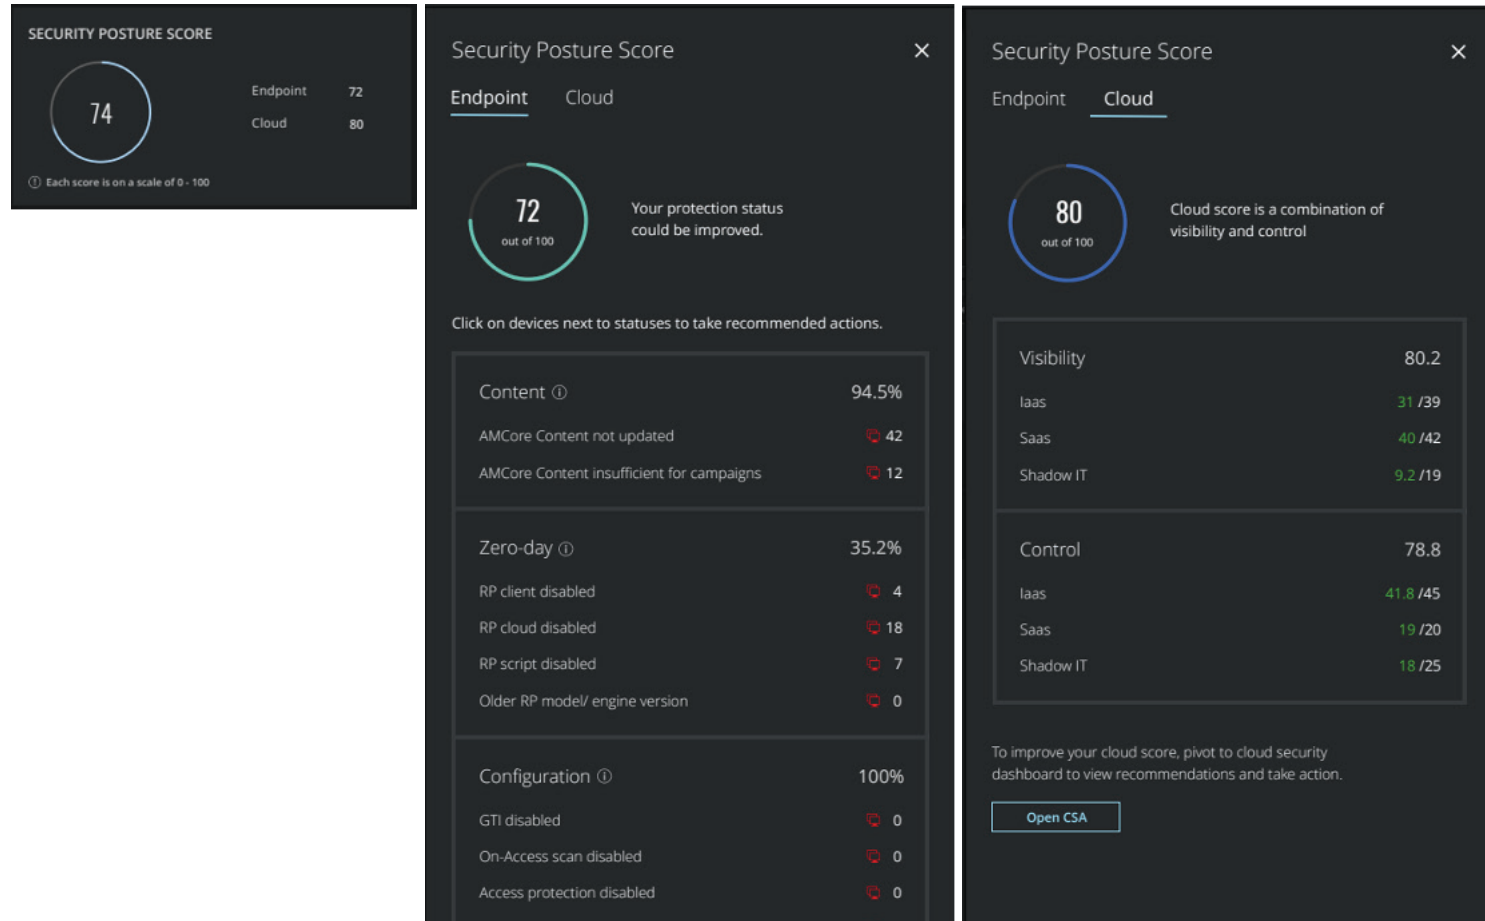 SECURITY POSTURE SCORE
74
Endpoint 72
Cloud 80
Each score is on a scale of 0 - 100
Security Posture Score
Endpoint Cloud
72
out of 100
Your protection status
could be improved.
Click on devices next to statuses to take recommended actions.
Content 94.5%
AMCore Content not updated 42
AMCore Content insufficient for campaigns 12
Zero-day 35.2%
RP client disabled 4
RP cloud disabled 18
RP script disabled 7
Older RP model/ engine version 0
Configuration 100%
GTI disabled 0
On-Access scan disabled 0
Access protection disabled 0
Security Posture Score
Endpoint Cloud
80
out of 100
Cloud score is a combination of
visibility and control
Visibility 80.2
Iaas 31 /39
Saas 40 /42
Shadow IT 9.2 /19
Control 78.8
Iaas 41.8 /45
Saas 19 /20
Shadow IT 18 /25
To improve your cloud score, pivot to cloud security
dashboard to view recommendations and take action.
Open CSA